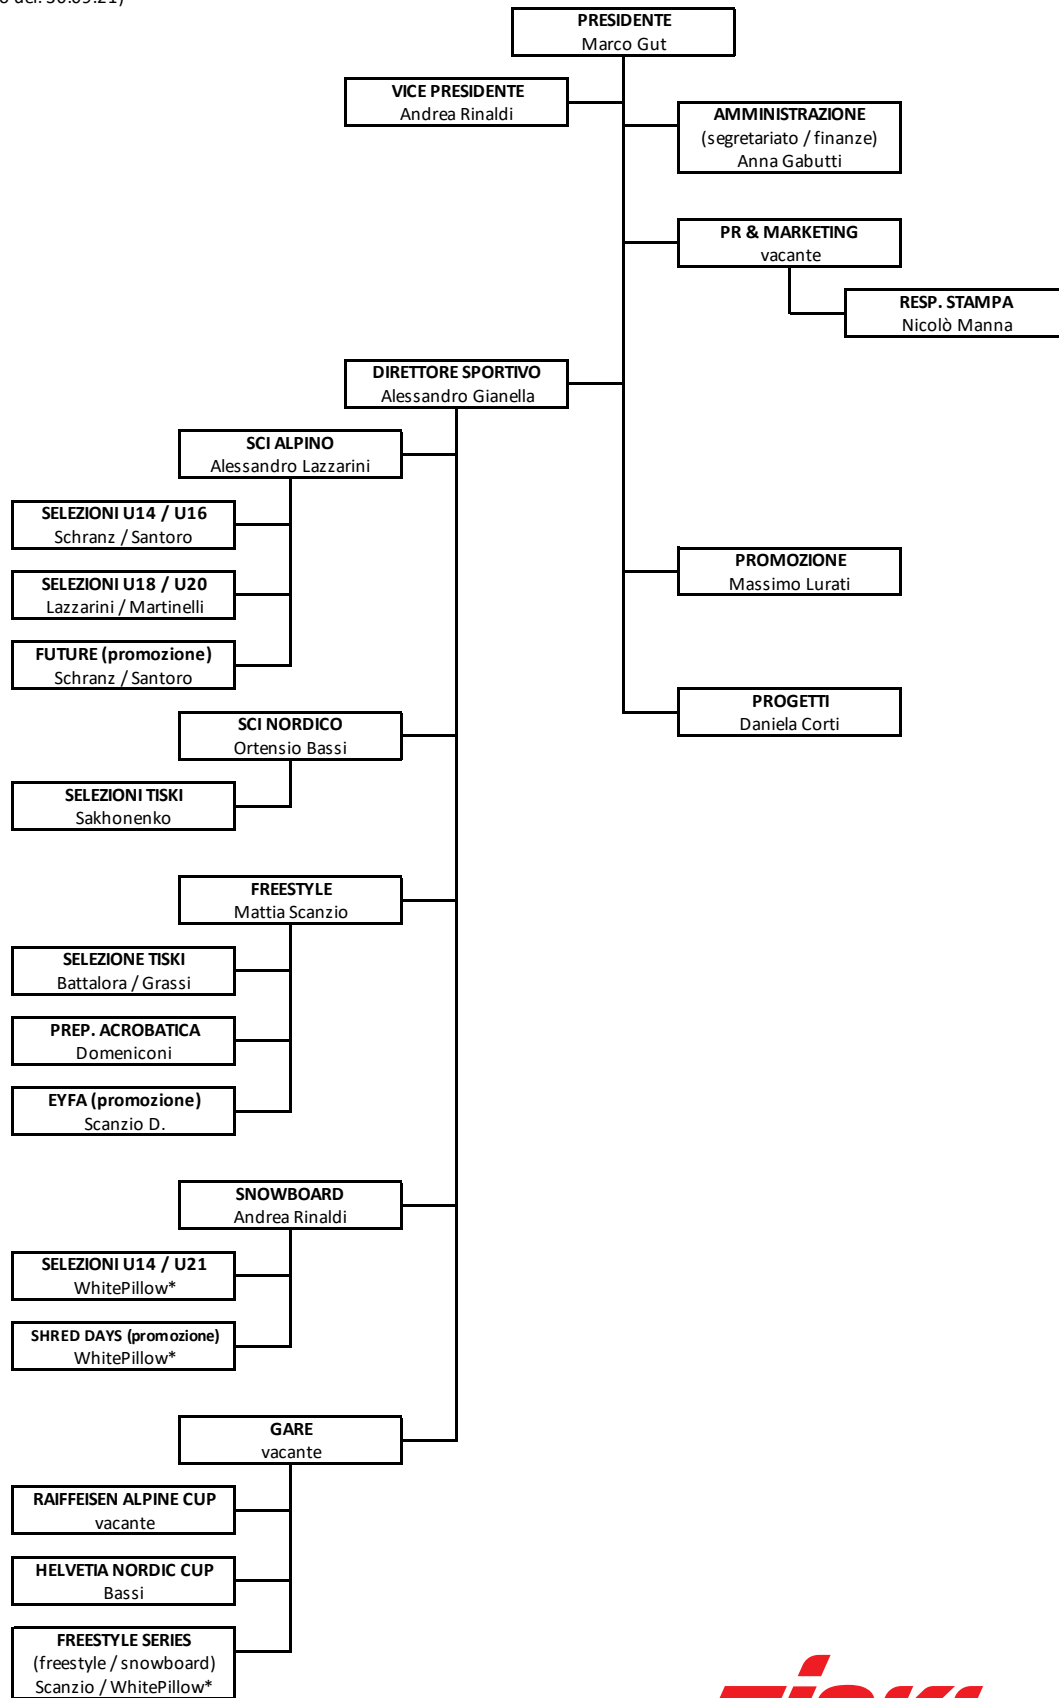 del. 30.09.21)
PRESIDENTE
Marco Gut
VICE PRESIDENTE
Andrea Rinaldi
AMMINISTRAZIONE
(segretariato / finanze)
Anna Gabutti
PR & MARKETING
vacante
RESP. STAMPA
Nicolò Manna
DIRETTORE SPORTIVO
Alessandro Gianella
SCI ALPINO
Alessandro Lazzarini
SELEZIONI U14 / U16
Schranz / Santoro
SELEZIONI U18 / U20
Lazzarini / Martinelli
FUTURE (promozione)
Schranz / Santoro
PROMOZIONE
Massimo Lurati
PROGETTI
Daniela Corti
SCI NORDICO
Ortensio Bassi
SELEZIONI TISKI
Sakhonenko
FREESTYLE
Mattia Scanzio
SELEZIONE TISKI
Battalora / Grassi
PREP. ACROBATICA
Domeniconi
EYFA (promozione)
Scanzio D.
SNOWBOARD
Andrea Rinaldi
SELEZIONI U14 / U21
WhitePillow*
SHRED DAYS (promozione)
WhitePillow*
GARE
vacante
RAIFFEISEN ALPINE CUP
vacante
HELVETIA NORDIC CUP
Bassi
FREESTYLE SERIES
(freestyle / snowboard)
Scanzio / WhitePillow*